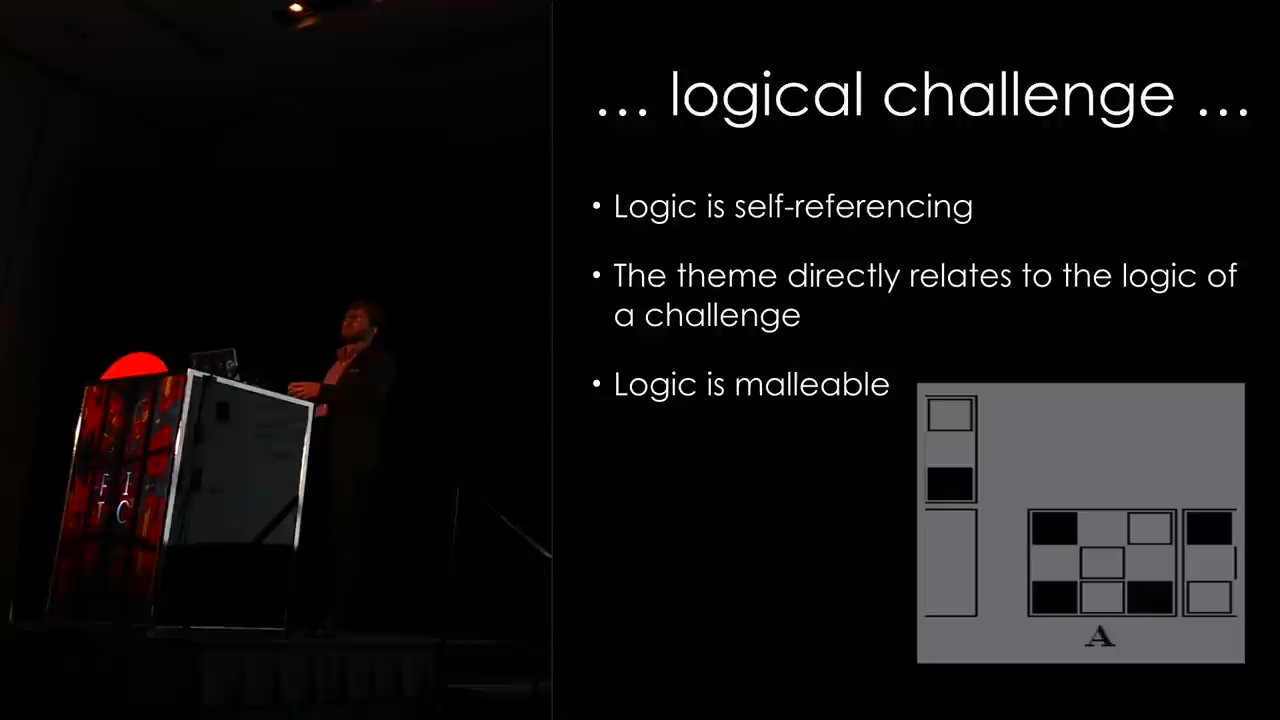 ... logical challenge ...
• Logic is self-referencing
• The theme directly relates to the logic of
a challenge
• Logic is malleable
A